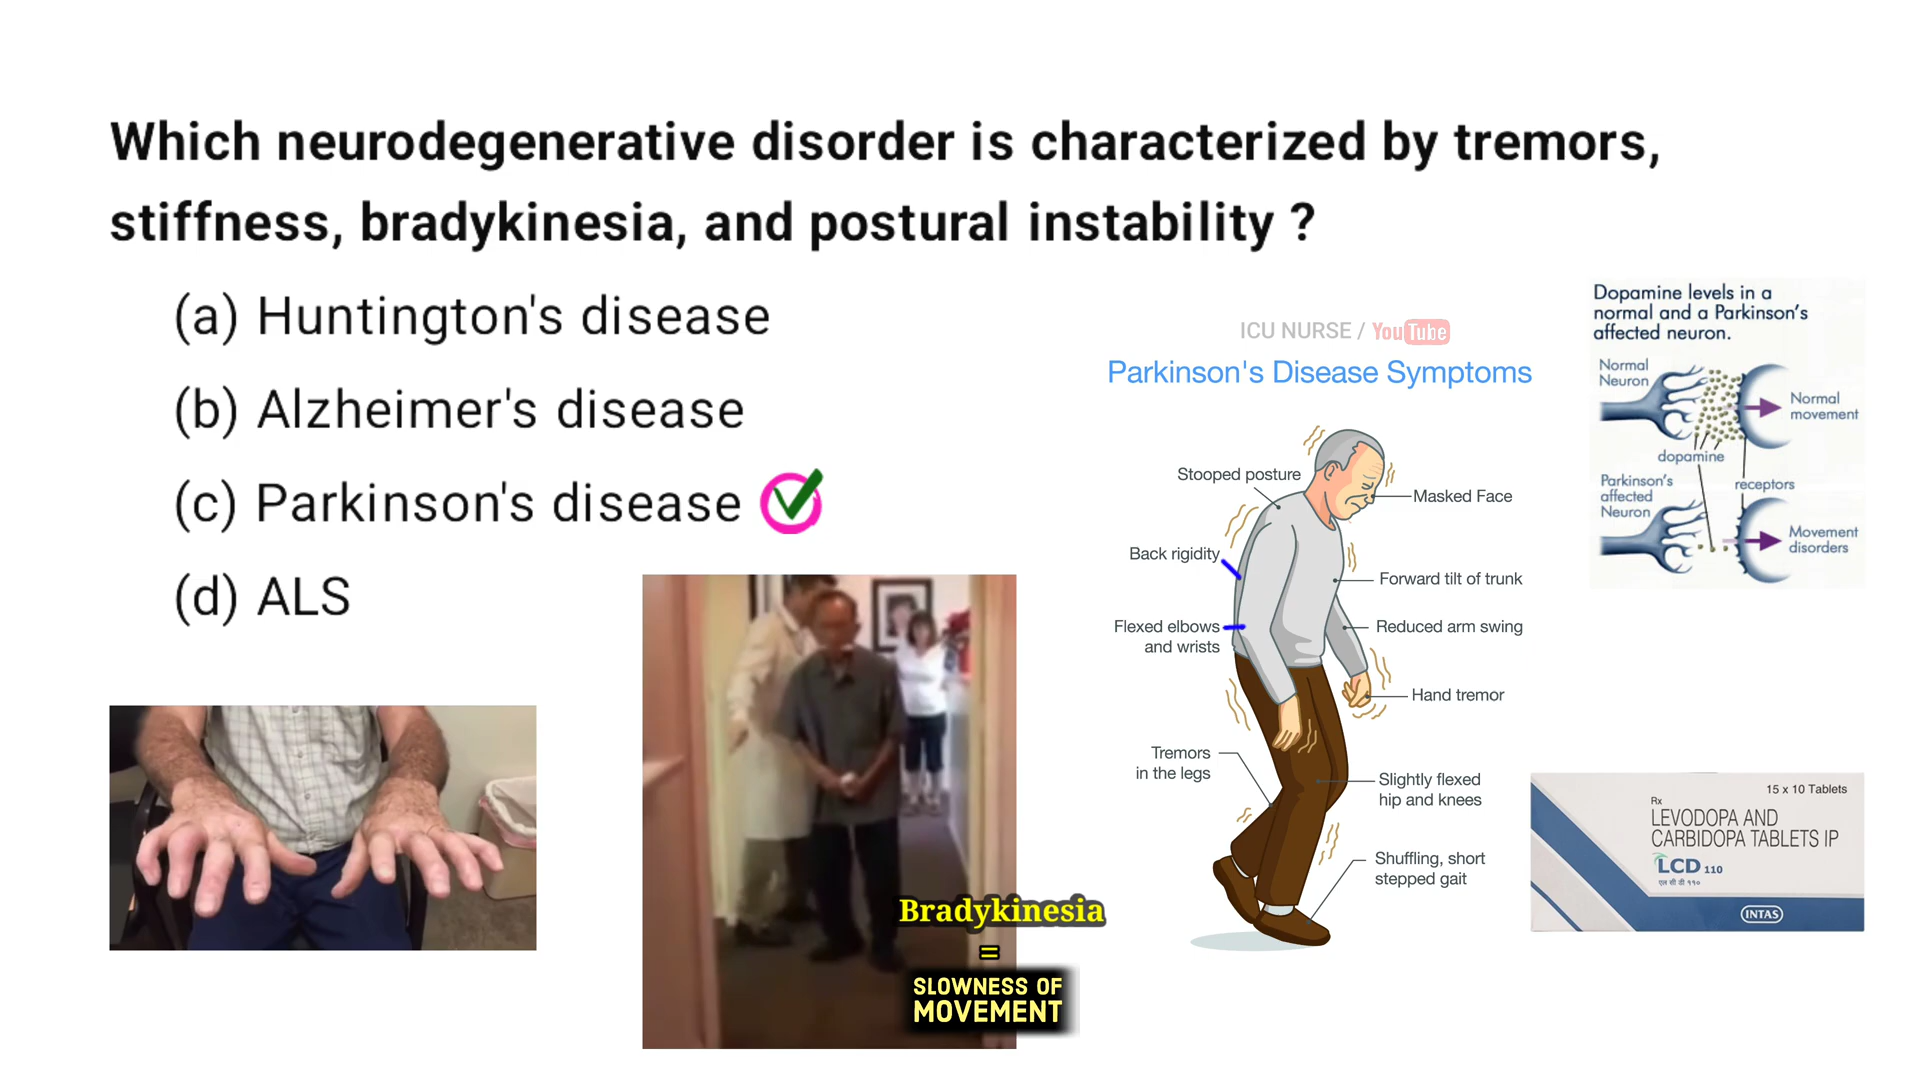 Which neurodegenerative disorder is characterized by tremors,
stiffness, bradykinesia, and postural instability ?
(a) Huntington's disease
(b) Alzheimer's disease
(c) Parkinson's disease
(d) ALS
Bradykinesia
=
SLOWNESS OF
MOVEMENT
ICU NURSE / YouTube
Parkinson's Disease Symptoms
Stooped posture
Masked Face
Back rigidity
Forward tilt of trunk
Flexed elbows
and wrists
Reduced arm swing
Hand tremor
Tremors
in the legs
Slightly flexed
hip and knees
Shuffling, short
stepped gait
Dopamine levels in a
normal and a Parkinson's
affected neuron.
Normal
Neuron
Normal
movement
dopamine
Parkinson's
affected
Neuron
receptors
Movement
disorders
15 x 10 Tablets
Rx
LEVODOPA AND
CARBIDOPA TABLETS IP
LCD 110
एल सी डी ११०
INTAS